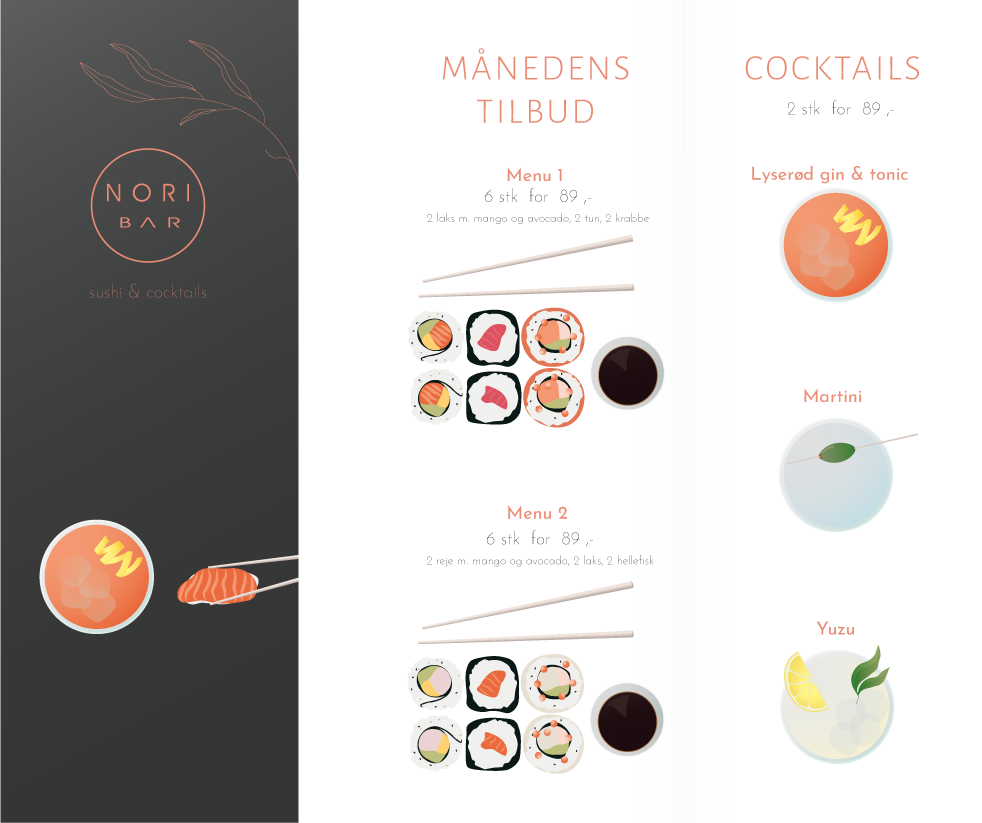 NORI
BAR
sushi & cocktails
MÅNEDENS
TILBUD
Menu 1
6 stk for 89 ,-
2 laks m. mango og avocado, 2 tun, 2 krabbe
Menu 2
6 stk for 89 ,-
2 reje m. mango og avocado, 2 laks, 2 hellefisk
COCKTAILS
2 stk for 89 ,-
Lyserød gin & tonic
Martini
Yuzu